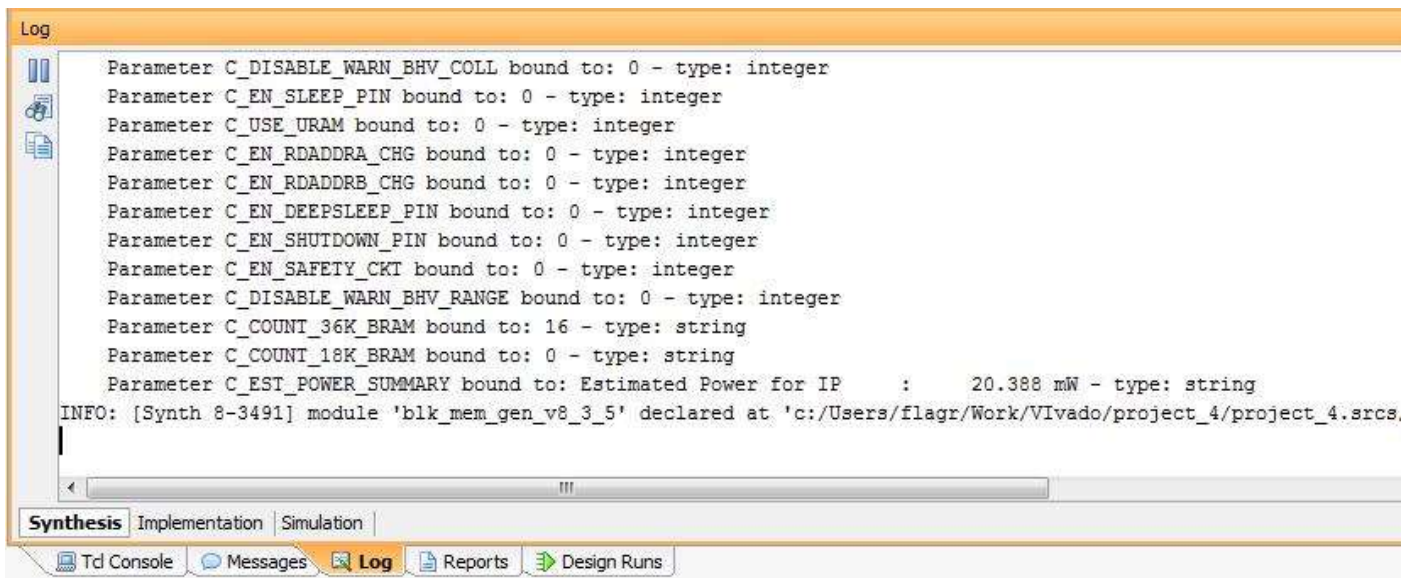 Log
Parameter C_DISABLE_WARN_BHV_COLL bound to: 0 - type: integer
Parameter C_EN_SLEEP_PIN bound to: 0 - type: integer
Parameter C_USE_URAM bound to: 0 - type: integer
Parameter C_EN_RDADDRA_CHG bound to: 0 - type: integer
Parameter C_EN_RDADDRB_CHG bound to: 0 - type: integer
Parameter C_EN_DEEPSLEEP_PIN bound to: 0 - type: integer
Parameter C_EN_SHUTDOWN_PIN bound to: 0 - type: integer
Parameter C_EN_SAFETY_CKT bound to: 0 - type: integer
Parameter C_DISABLE_WARN_BHV_RANGE bound to: 0 - type: integer
Parameter C_COUNT_36K_BRAM bound to: 16 - type: string
Parameter C_COUNT_18K_BRAM bound to: 0 - type: string
Parameter C_EST_POWER_SUMMARY bound to: Estimated Power for IP : 20.388 mW - type: string
INFO: [Synth 8-3491] module 'blk_mem_gen_v8_3_5' declared at 'c:/Users/flagr/Work/VIvado/project_4/project_4.srcs/
Synthesis Implementation Simulation
Tcl Console Messages Log Reports Design Runs